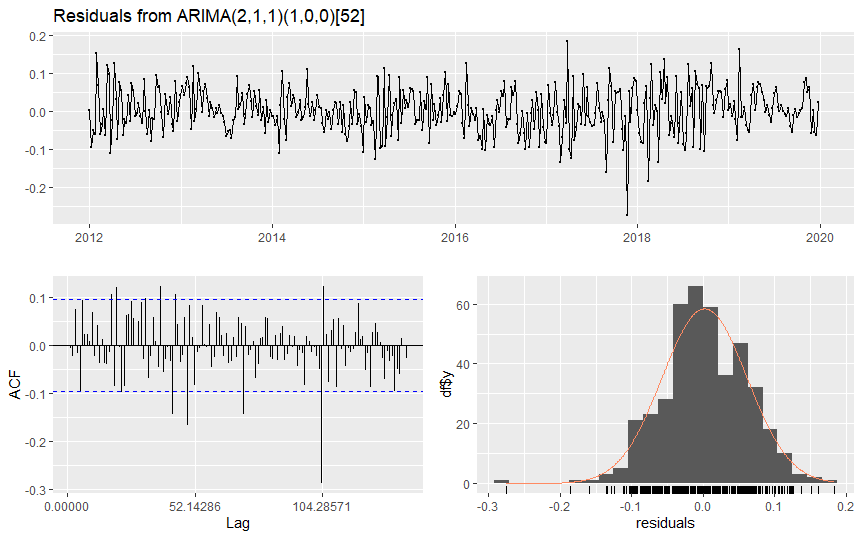 Residuals from ARIMA(2,1,1)(1,0,0)[52]
0.2
0.1
0.0
-0.1
-0.2
2012 2014 2016 2018 2020
ACF
0.1
0.0
-0.1
-0.2
-0.3
0.00000 52.14286 104.28571
Lag
df$y
60
40
20
0
-0.3 -0.2 -0.1 0.0 0.1 0.2
residuals